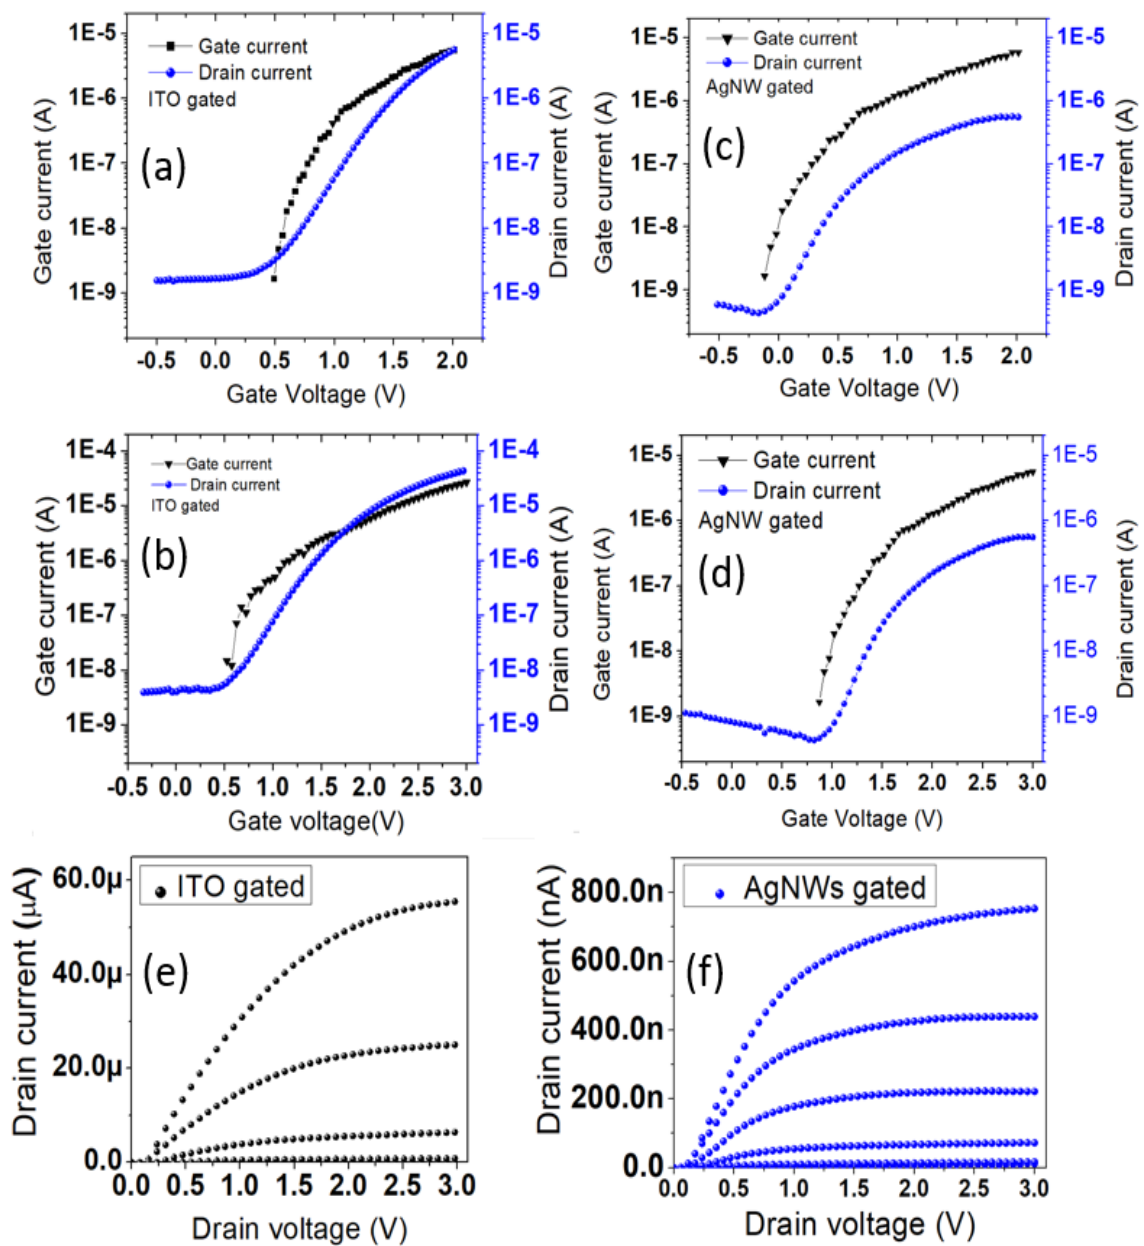 1E-5
1E-6
1E-7
1E-8
1E-9
Gate current (A)
Gate current
Drain current
ITO gated
(a)
1E-5
1E-6
1E-7
1E-8
1E-9
Drain current (A)
-0.5 0.0 0.5 1.0 1.5 2.0
Gate Voltage (V)
1E-5
1E-6
1E-7
1E-8
1E-9
Gate current (A)
Gate current
Drain current
AgNW gated
(c)
1E-5
1E-6
1E-7
1E-8
1E-9
Drain current (A)
-0.5 0.0 0.5 1.0 1.5 2.0
Gate Voltage (V)
1E-4
1E-5
1E-6
1E-7
1E-8
1E-9
Gate current (A)
Gate current
Drain current
ITO gated
(b)
1E-4
1E-5
1E-6
1E-7
1E-8
1E-9
Drain current (A)
-0.5 0.0 0.5 1.0 1.5 2.0 2.5 3.0
Gate voltage(V)
1E-5
1E-6
1E-7
1E-8
1E-9
Gate current (A)
Gate current
Drain current
AgNW gated
(d)
1E-5
1E-6
1E-7
1E-8
1E-9
Drain current (A)
-0.5 0.0 0.5 1.0 1.5 2.0 2.5 3.0
Gate Voltage (V)
60.0µ
40.0µ
20.0µ
0.0
Drain current (µA)
ITO gated
(e)
0.0 0.5 1.0 1.5 2.0 2.5 3.0
Drain voltage (V)
800.0n
600.0n
400.0n
200.0n
0.0
Drain current (nA)
AgNWs gated
(f)
0.0 0.5 1.0 1.5 2.0 2.5 3.0
Drain voltage (V)